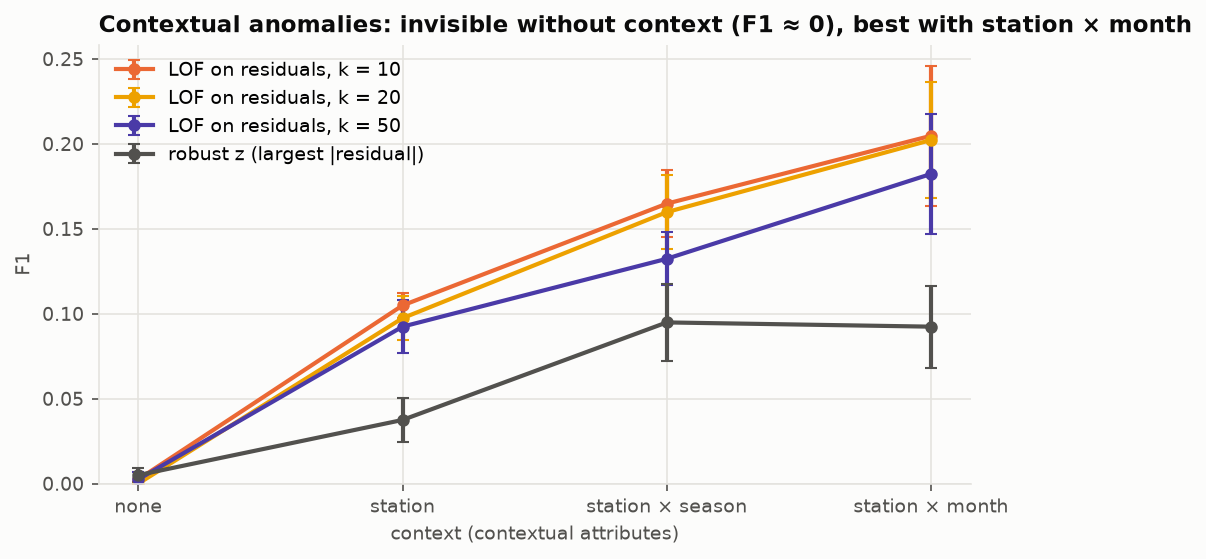 Contextual anomalies: invisible without context (F1 ≈ 0), best with station × month
0.25
0.20
0.15
0.10
0.05
0.00
F1
LOF on residuals, k = 10
LOF on residuals, k = 20
LOF on residuals, k = 50
robust z (largest |residual|)
none
station
station × season
station × month
context (contextual attributes)